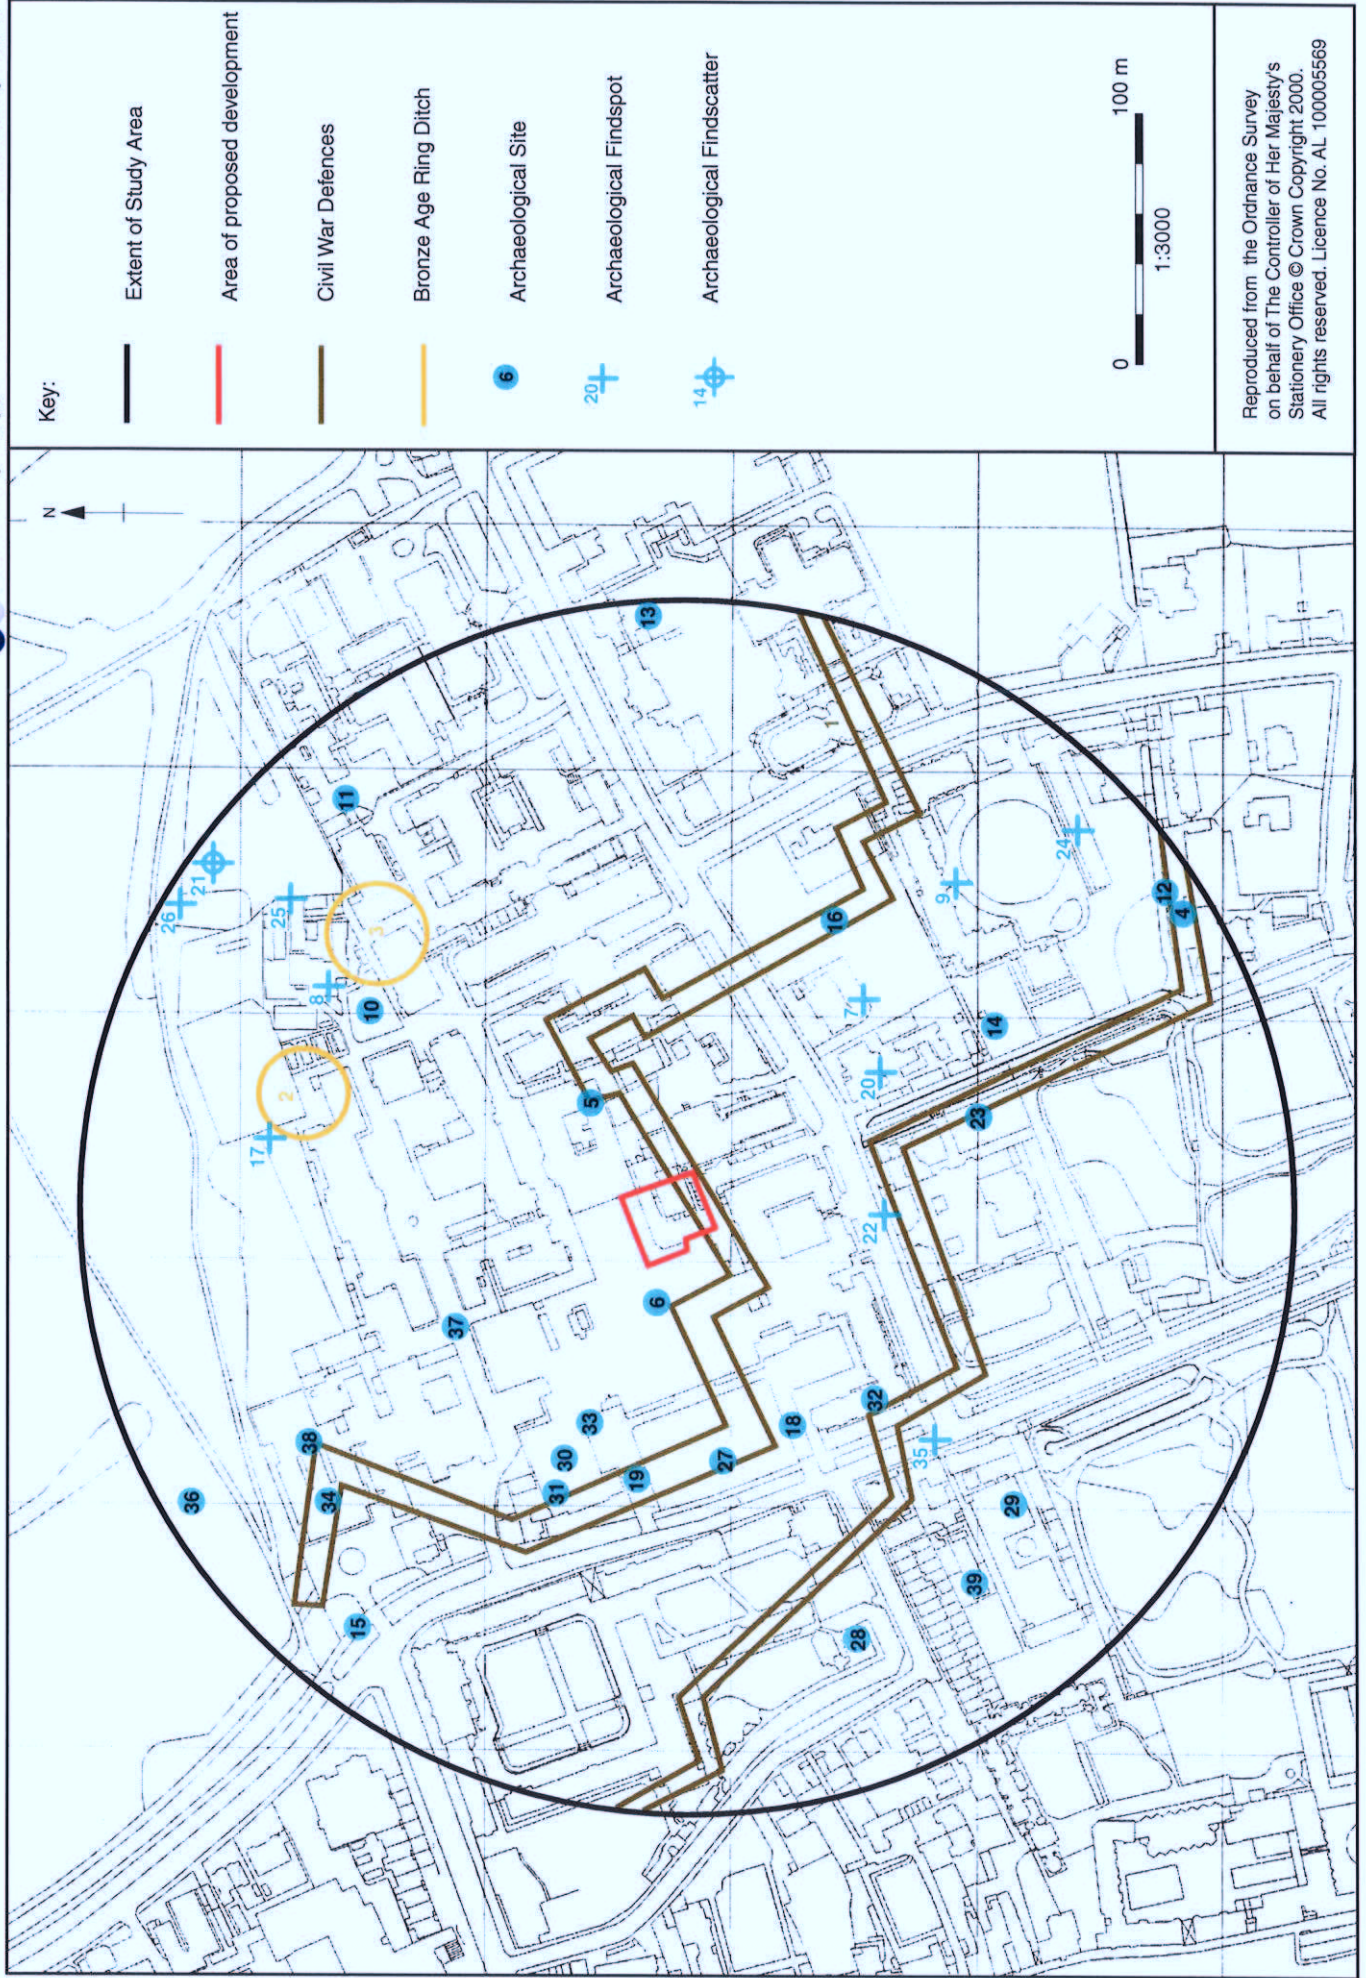 Key:
Extent of Study Area
Area of proposed development
Civil War Defences
Bronze Age Ring Ditch
6 Archaeological Site
20 Archaeological Findspot
14 Archaeological Findscatter
0 100 m
1:3000
Reproduced from the Ordnance Survey
on behalf of The Controller of Her Majesty's
Stationery Office © Crown Copyright 2000.
All rights reserved. Licence No. AL 100005569
N
36
38
34
15
37
31
30
33
19
27
18
32
35
29
39
28
6
5
17
2
8
10
3
25
26
21
11
13
1
16
9
7
20
22
24
14
23
12
4